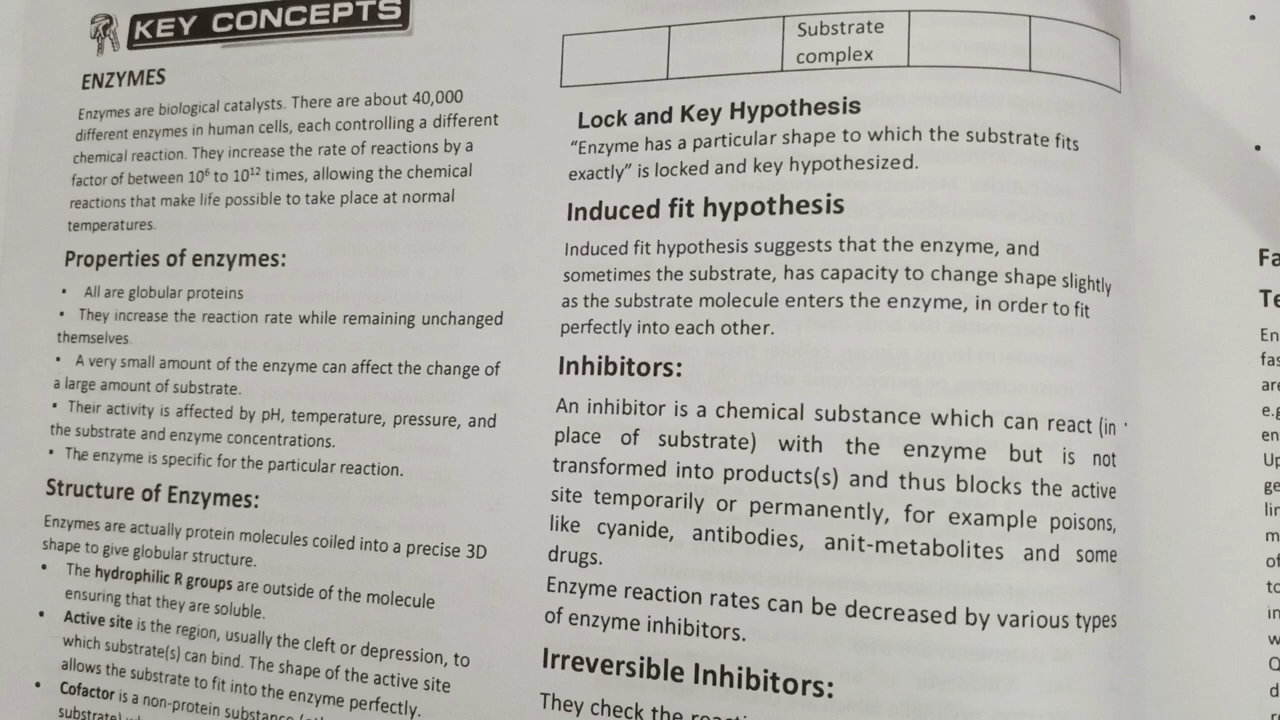 KEY CONCEPTS
ENZYMES
Enzymes are biological catalysts. There are about 40,000
different enzymes in human cells, each controlling a different
chemical reaction. They increase the rate of reactions by a
factor of between 10⁶ to 10¹² times, allowing the chemical
reactions that make life possible to take place at normal
temperatures.
Properties of enzymes:
• All are globular proteins
• They increase the reaction rate while remaining unchanged
themselves.
• A very small amount of the enzyme can affect the change of
a large amount of substrate.
• Their activity is affected by pH, temperature, pressure, and
the substrate and enzyme concentrations.
• The enzyme is specific for the particular reaction.
Structure of Enzymes:
Enzymes are actually protein molecules coiled into a precise 3D
shape to give globular structure.
• The hydrophilic R groups are outside of the molecule
ensuring that they are soluble.
• Active site is the region, usually the cleft or depression, to
which substrate(s) can bind. The shape of the active site
allows the substrate to fit into the enzyme perfectly.
• Cofactor is a non-protein substance
Substrate
complex
Lock and Key Hypothesis
"Enzyme has a particular shape to which the substrate fits
exactly" is locked and key hypothesized.
Induced fit hypothesis
Induced fit hypothesis suggests that the enzyme, and
sometimes the substrate, has capacity to change shape slightly
as the substrate molecule enters the enzyme, in order to fit
perfectly into each other.
Inhibitors:
An inhibitor is a chemical substance which can react (in
place of substrate) with the enzyme but is not
transformed into products(s) and thus blocks the active
site temporarily or permanently, for example poisons,
like cyanide, antibodies, anit-metabolites and some
drugs.
Enzyme reaction rates can be decreased by various types
of enzyme inhibitors.
Irreversible Inhibitors:
They check the
Fa
Te
En
fas
are
e.g
en
Up
ge
lin
m
of
to
in
w
O
d